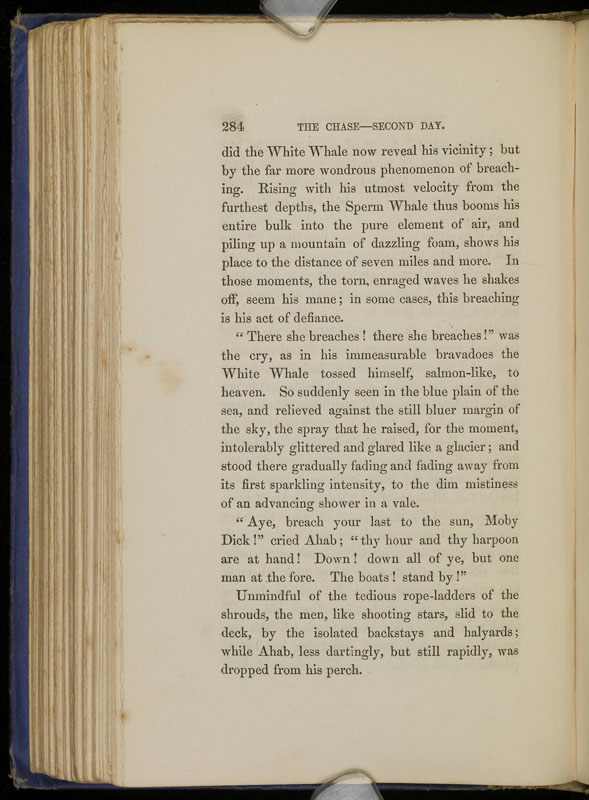 284 THE CHASE—SECOND DAY.
did the White Whale now reveal his vicinity; but
by the far more wondrous phenomenon of breach-
ing. Rising with his utmost velocity from the
furthest depths, the Sperm Whale thus booms his
entire bulk into the pure element of air, and
piling up a mountain of dazzling foam, shows his
place to the distance of seven miles and more. In
those moments, the torn, enraged waves he shakes
off, seem his mane; in some cases, this breaching
is his act of defiance.
“There she breaches! there she breaches!” was
the cry, as in his immeasurable bravadoes the
White Whale tossed himself, salmon-like, to
heaven. So suddenly seen in the blue plain of the
sea, and relieved against the still bluer margin of
the sky, the spray that he raised, for the moment,
intolerably glittered and glared like a glacier; and
stood there gradually fading and fading away from
its first sparkling intensity, to the dim mistiness
of an advancing shower in a vale.
“Aye, breach your last to the sun, Moby
Dick!” cried Ahab; “thy hour and thy harpoon
are at hand! Down! down all of ye, but one
man at the fore. The boats! stand by!”
Unmindful of the tedious rope-ladders of the
shrouds, the men, like shooting stars, slid to the
deck, by the isolated backstays and halyards;
while Ahab, less dartingly, but still rapidly, was
dropped from his perch.